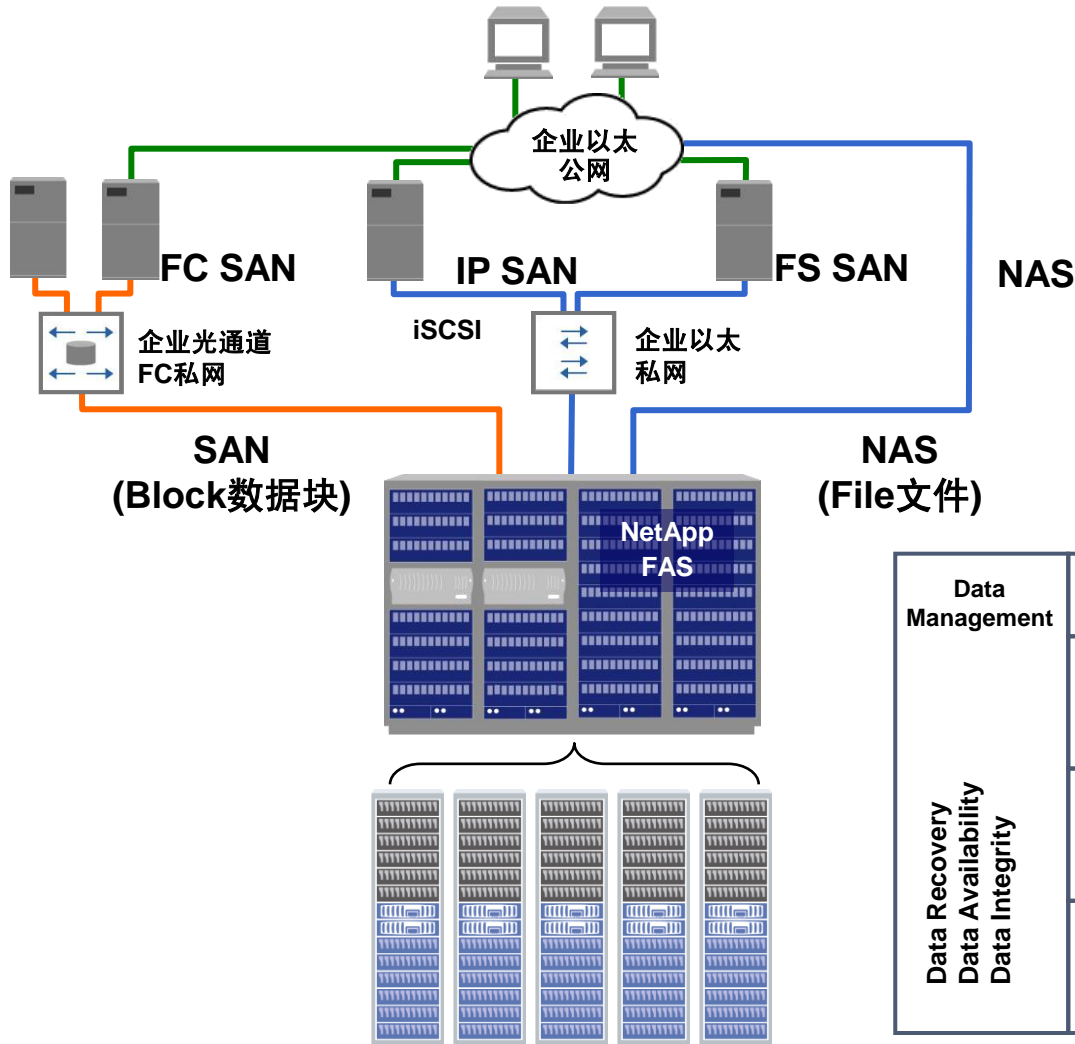 企业以太
公网
FC SAN
IP SAN
FS SAN
NAS
iSCSI
企业光通道
FC私网
企业以太
私网
SAN
(Block数据块)
NAS
(File文件)
NetApp
FAS
Data
Management
Data Recovery
Data Availability
Data Integrity